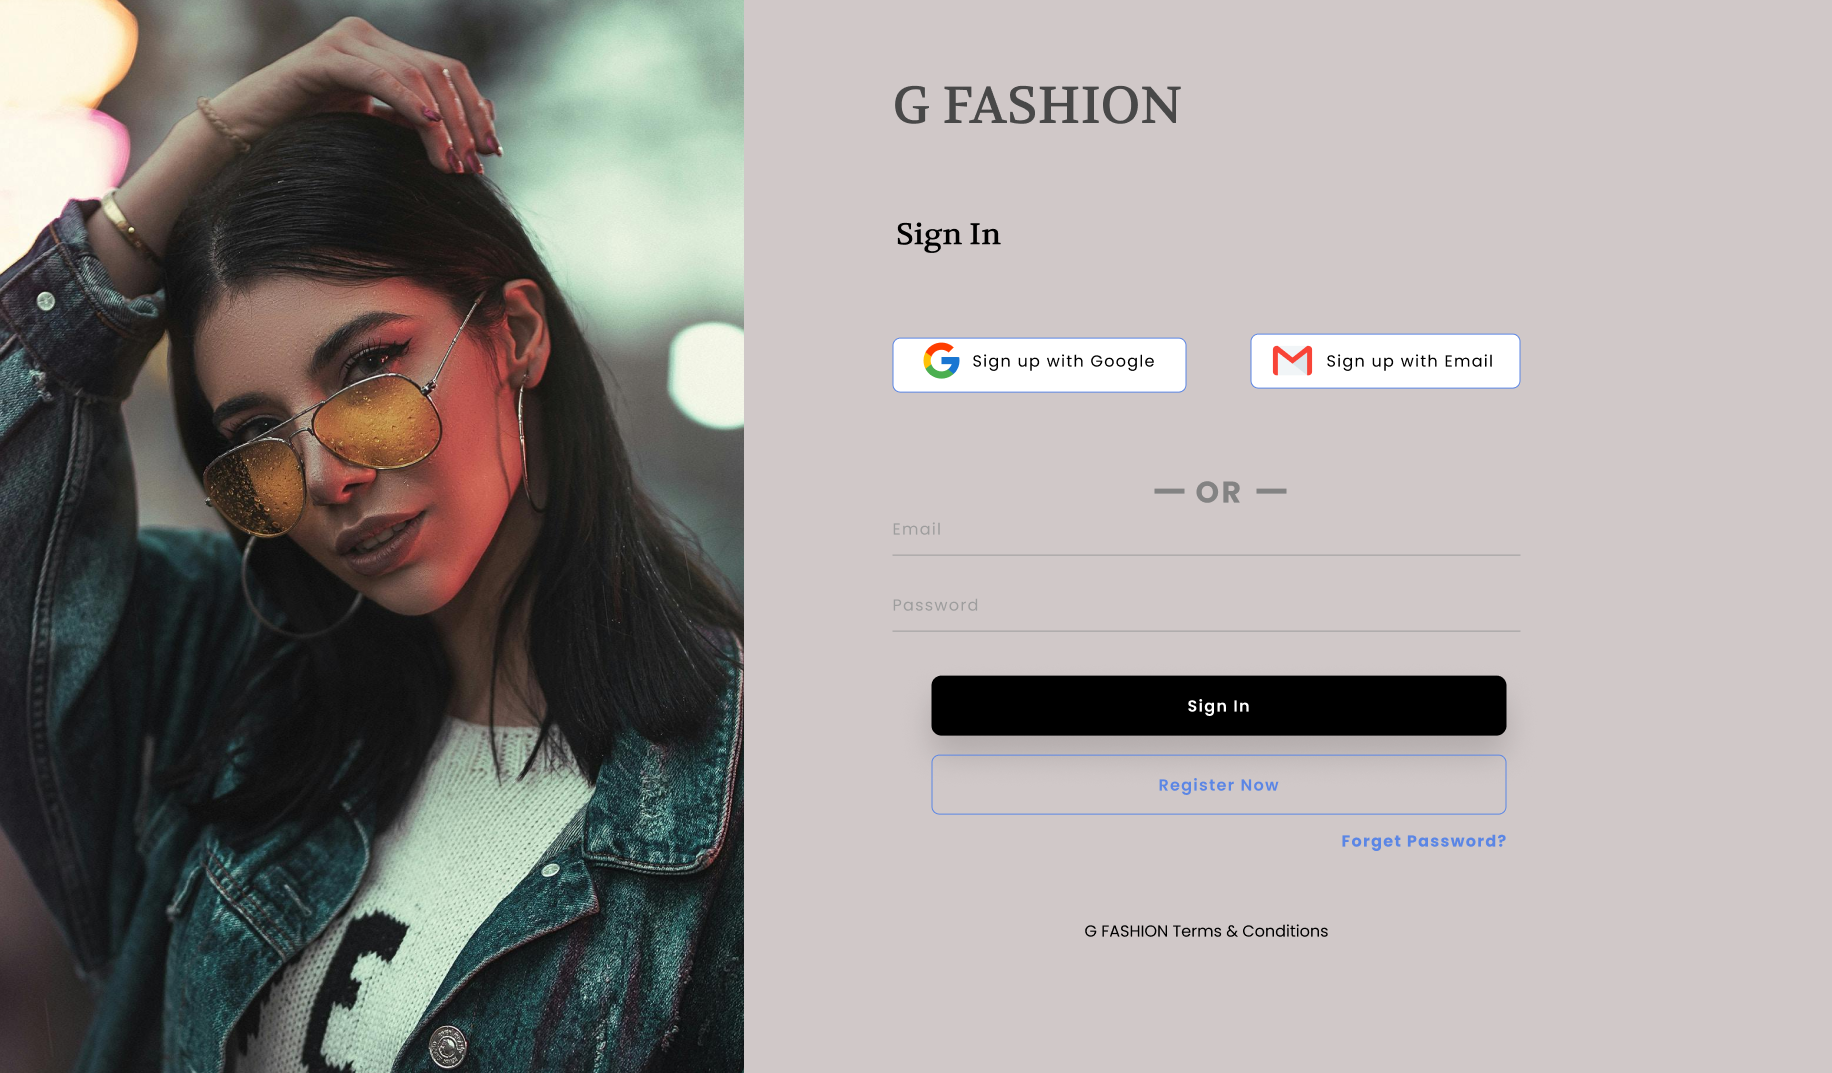 G FASHION
Sign In
Sign up with Google
Sign up with Email
OR
Email
Password
Sign In
Register Now
Forget Password?
G FASHION Terms & Conditions